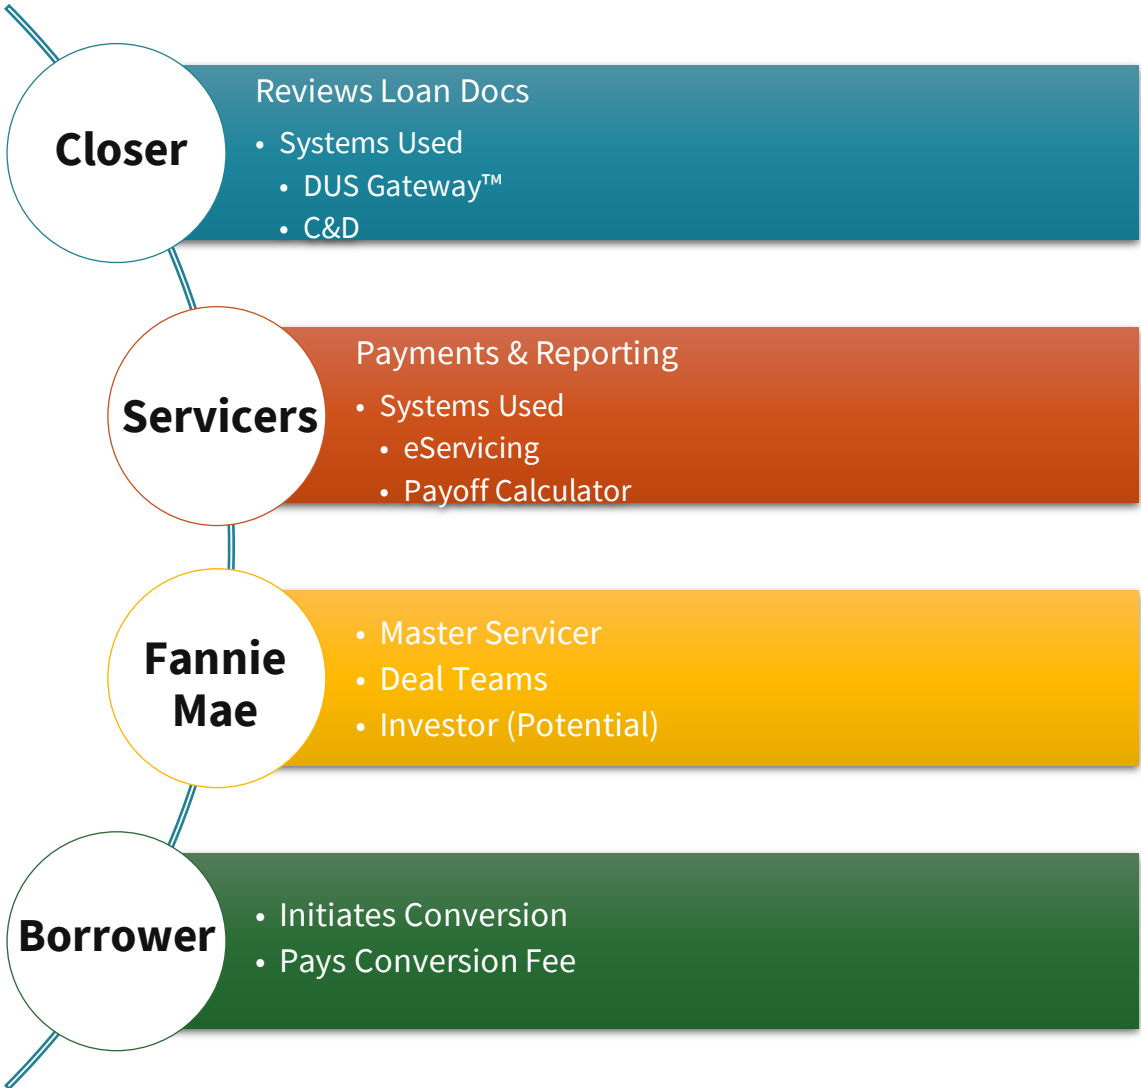 Closer
Reviews Loan Docs
• Systems Used
• DUS Gateway™
• C&D
Servicers
Payments & Reporting
• Systems Used
• eServicing
• Payoff Calculator
Fannie
Mae
• Master Servicer
• Deal Teams
• Investor (Potential)
Borrower
• Initiates Conversion
• Pays Conversion Fee